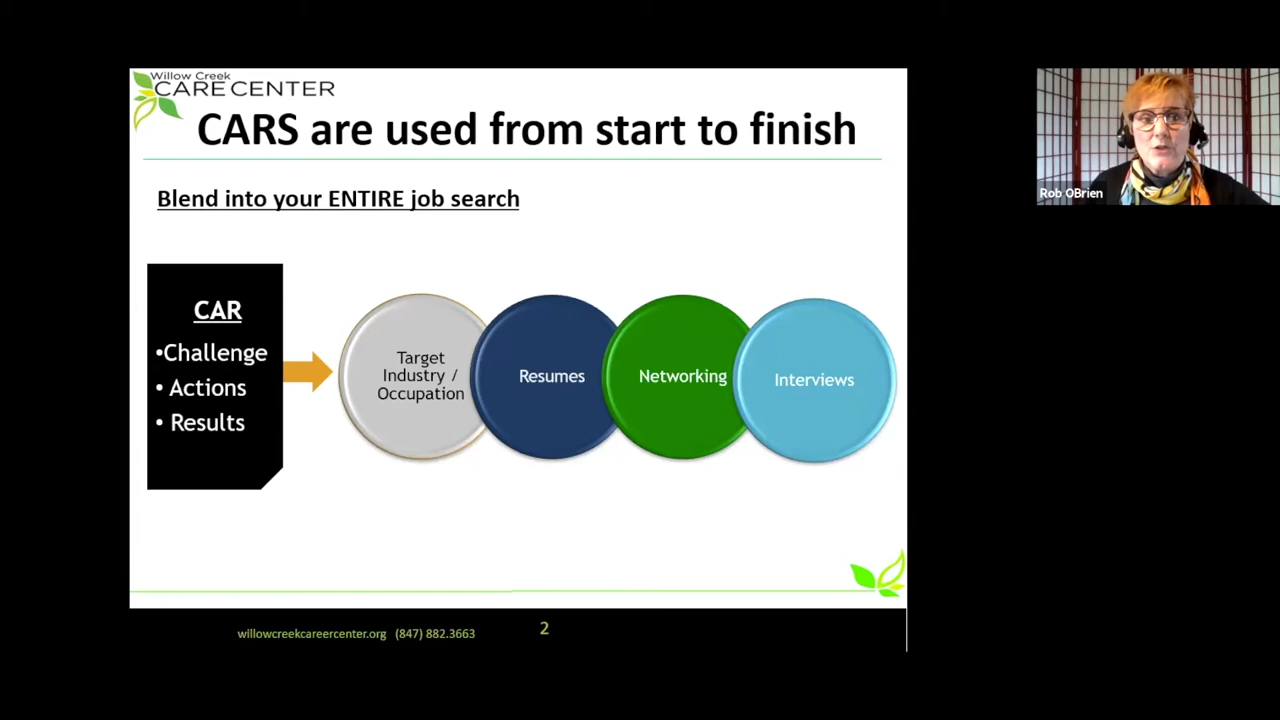 Willow Creek
CARE CENTER
CARS are used from start to finish
Blend into your ENTIRE job search
CAR
•Challenge
• Actions
• Results
Target
Industry /
Occupation
Resumes
Networking
Interviews
Rob OBrien
willowcreekcareercenter.org (847) 882.3663
2